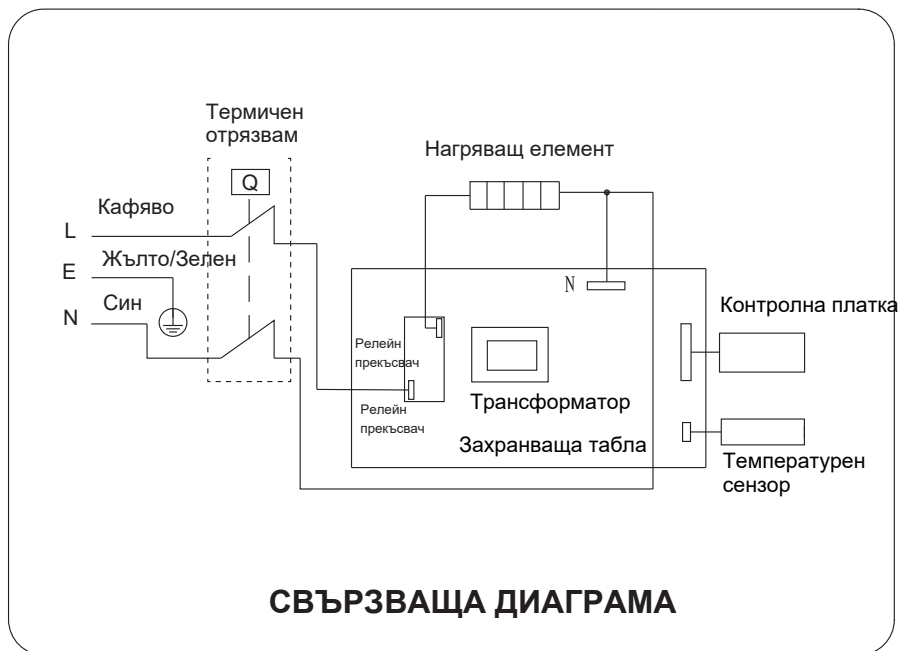 Термичен
отрязвам
Нагряващ елемент
Q
Кафяво
L
Жълто/Зелен
E
Син
N
N
Контролна платка
Релейн
прекъсвач
Релейн
прекъсвач
Трансформатор
Захранваща табла
Температурен
сензор
СВЪРЗВАЩА ДИАГРАМА